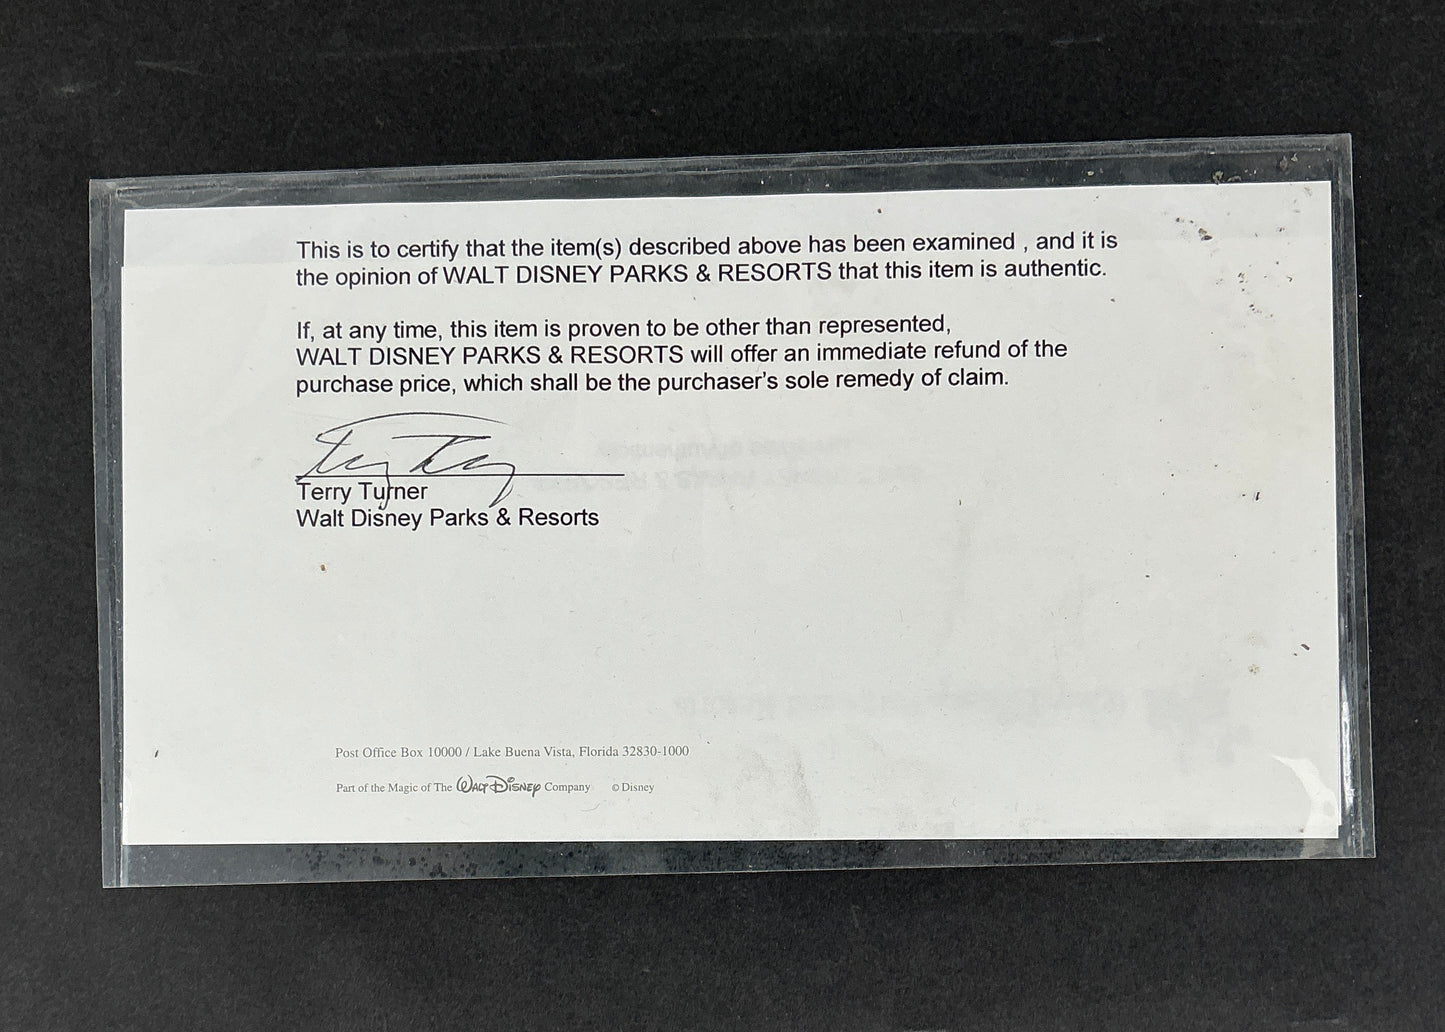 This is to certify that the item(s) described above has been examined , and it is
the opinion of WALT DISNEY PARKS & RESORTS that this item is authentic.
If, at any time, this item is proven to be other than represented,
WALT DISNEY PARKS & RESORTS will offer an immediate refund of the
purchase price, which shall be the purchaser's sole remedy of claim.
Terry Turner
Walt Disney Parks & Resorts
Post Office Box 10000 / Lake Buena Vista, Florida 32830-1000
Part of the Magic of The Walt Disney Company © Disney